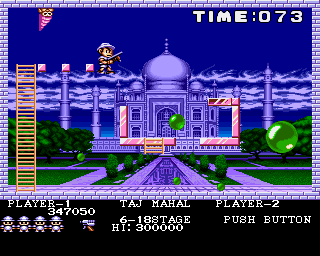 TIME:073
PLAYER-1 TAJ MAHAL PLAYER-2
347050
6-18STAGE PUSH BUTTON
HI: 300000